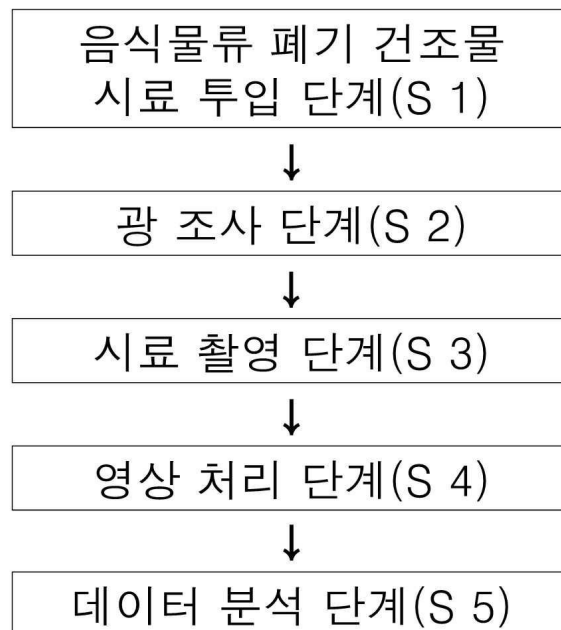 음식물류 폐기 건조물
시료 투입 단계(S 1)
↓
광 조사 단계(S 2)
↓
시료 촬영 단계(S 3)
↓
영상 처리 단계(S 4)
↓
데이터 분석 단계(S 5)